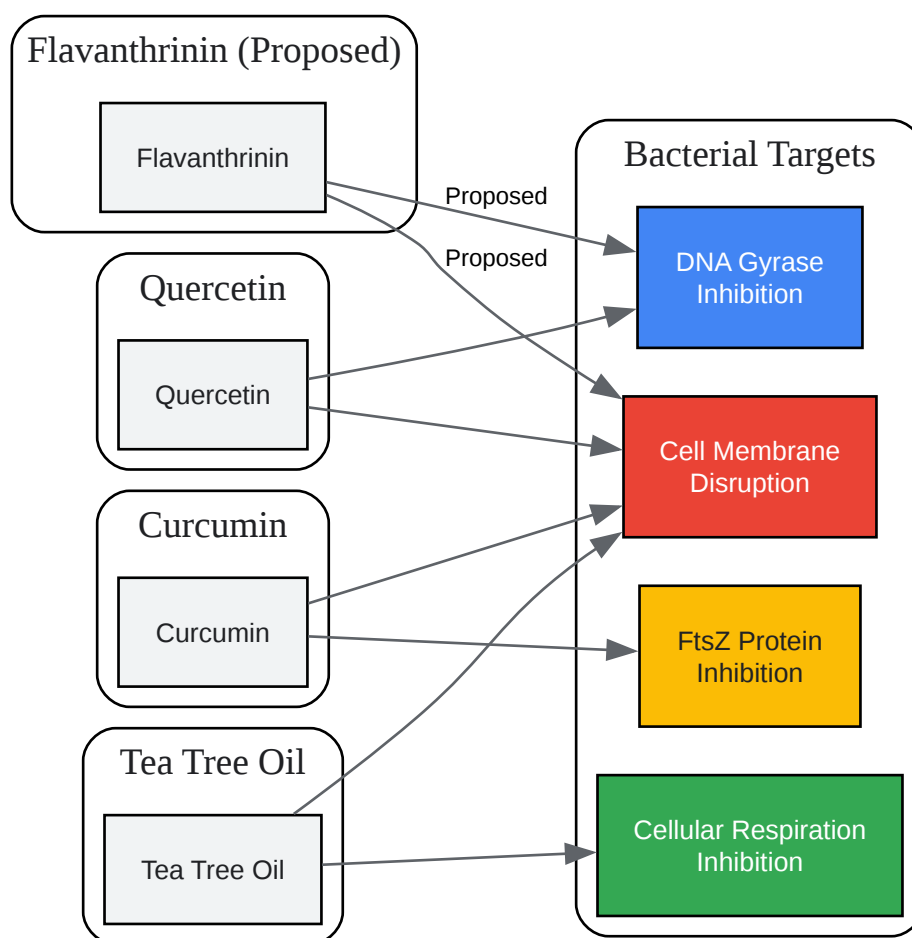 Flavanthrinin (Proposed)
Flavanthrinin
Proposed
Proposed
Quercetin
Quercetin
Curcumin
Curcumin
Tea Tree Oil
Tea Tree Oil
Bacterial Targets
DNA Gyrase
Inhibition
Cell Membrane
Disruption
FtsZ Protein
Inhibition
Cellular Respiration
Inhibition